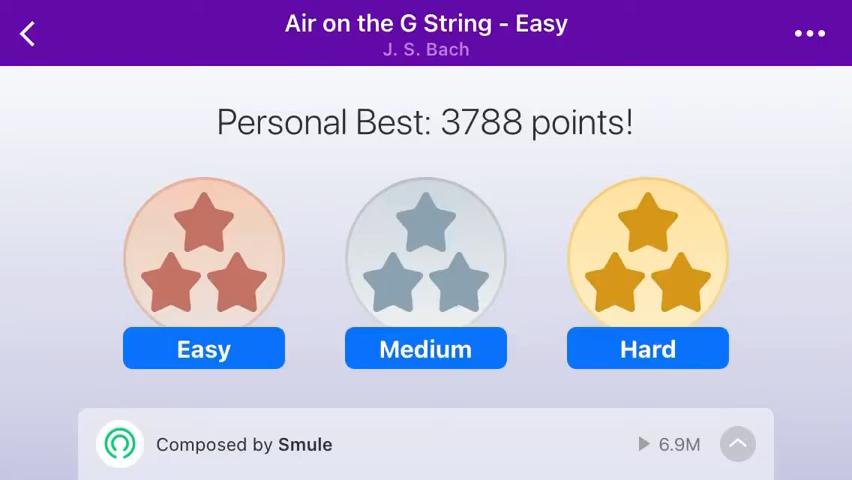 Air on the G String - Easy
J. S. Bach
Personal Best: 3788 points!
Easy
Medium
Hard
Composed by Smule
6.9M